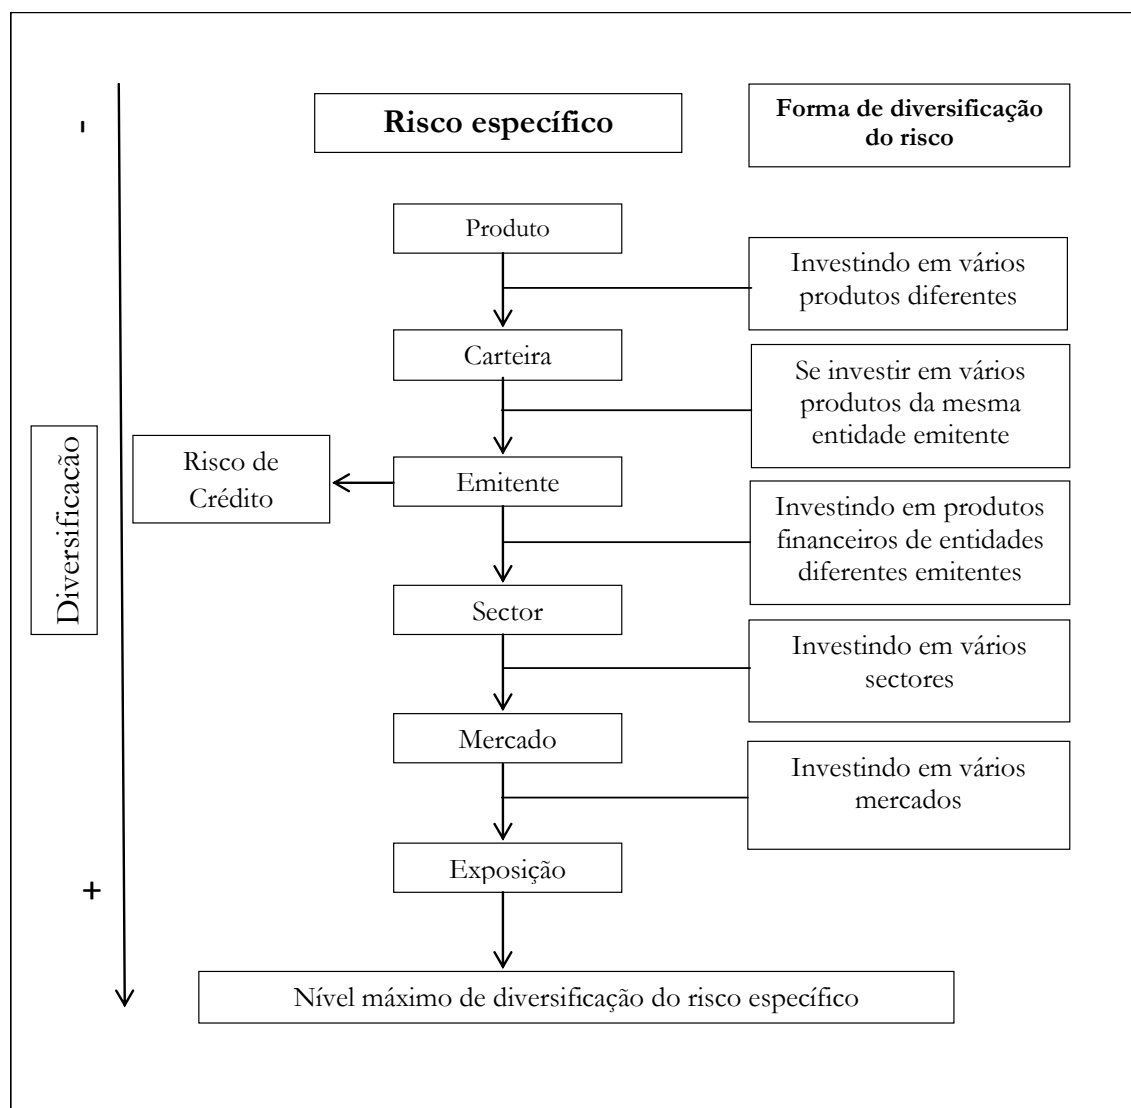 -
Risco específico
Forma de diversificação
do risco
Produto
Investindo em vários
produtos diferentes
Carteira
Se investir em vários
produtos da mesma
entidade emitente
Diversificação
Risco de
Crédito
Emitente
Investindo em produtos
financeiros de entidades
diferentes emitentes
Sector
Investindo em vários
sectores
Mercado
Investindo em vários
mercados
Exposição
+
Nível máximo de diversificação do risco específico